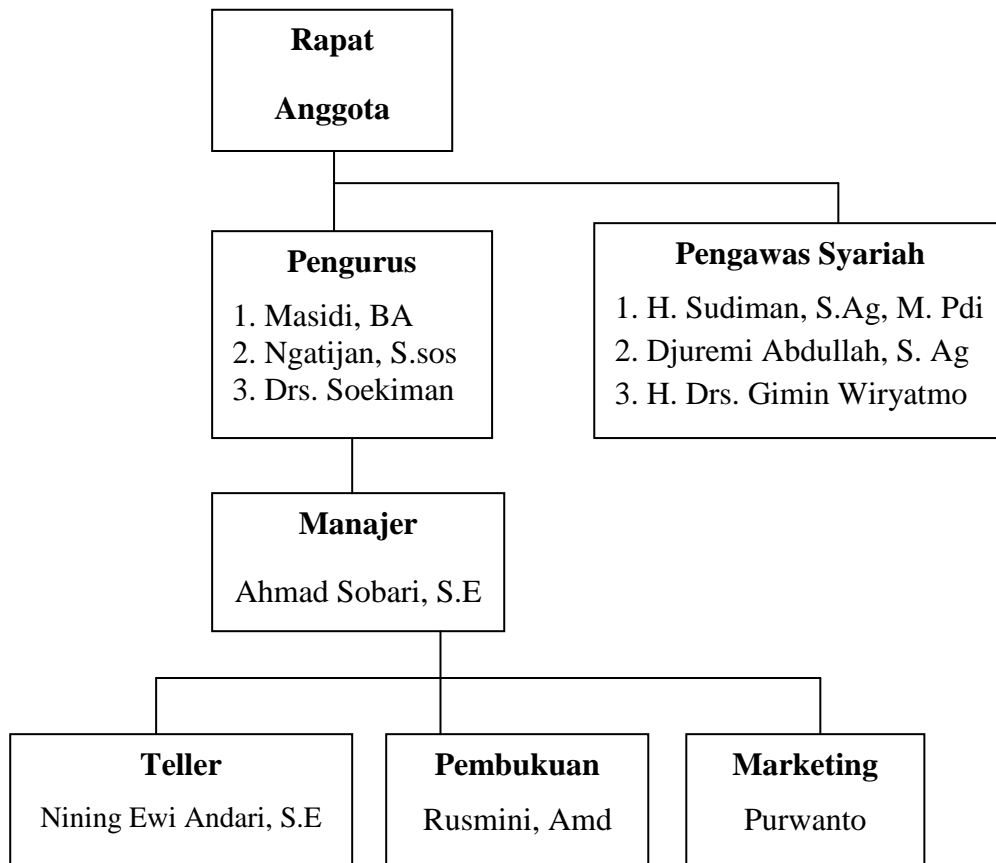 Rapat
Anggota
Pengurus
1. Masidi, BA
2. Ngatijan, S.sos
3. Drs. Soekiman
Pengawas Syariah
1. H. Sudiman, S.Ag, M. Pdi
2. Djuremi Abdullah, S. Ag
3. H. Drs. Gimin Wiryatmo
Manajer
Ahmad Sobari, S.E
Teller
Nining Ewi Andari, S.E
Pembukuan
Rusmini, Amd
Marketing
Purwanto